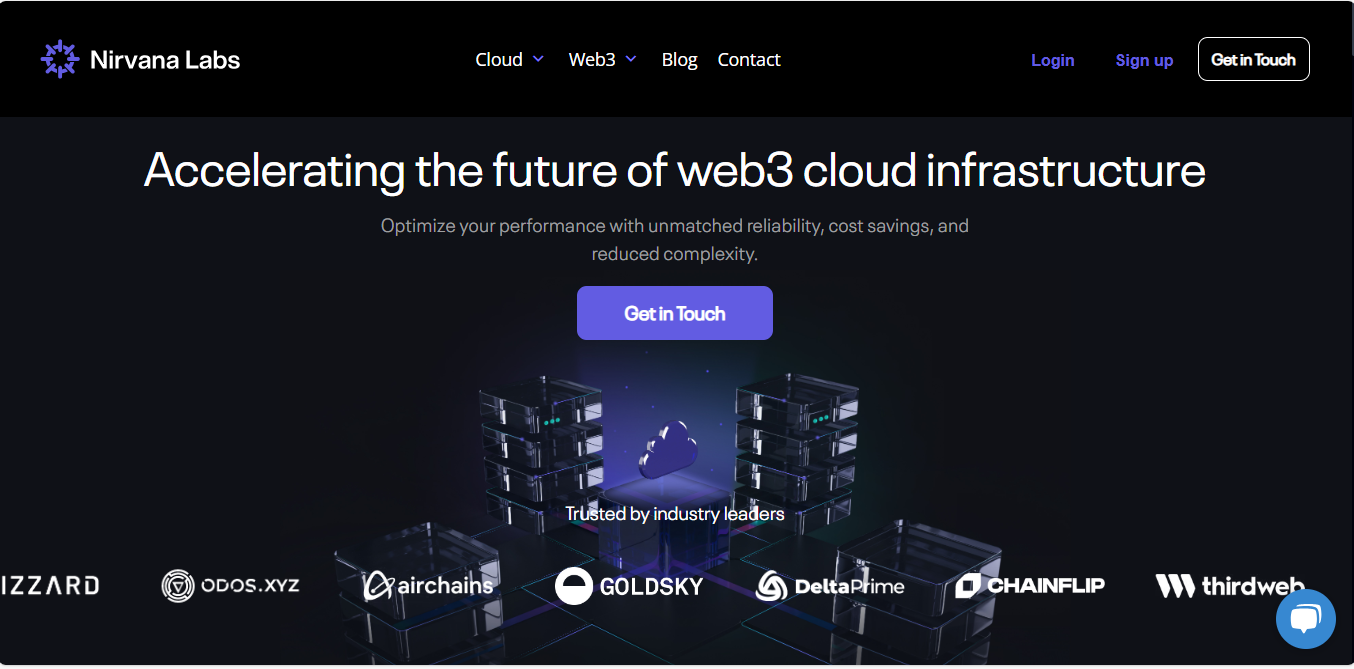 Nirvana Labs
Cloud
Web3
Blog
Contact
Login
Sign up
Get in Touch
Accelerating the future of web3 cloud infrastructure
Optimize your performance with unmatched reliability, cost savings, and
reduced complexity.
Get in Touch
Trusted by industry leaders
IZZARD
ODOS.XYZ
airchains
GOLDSKY
DeltaPrime
CHAINFLIP
thirdweb